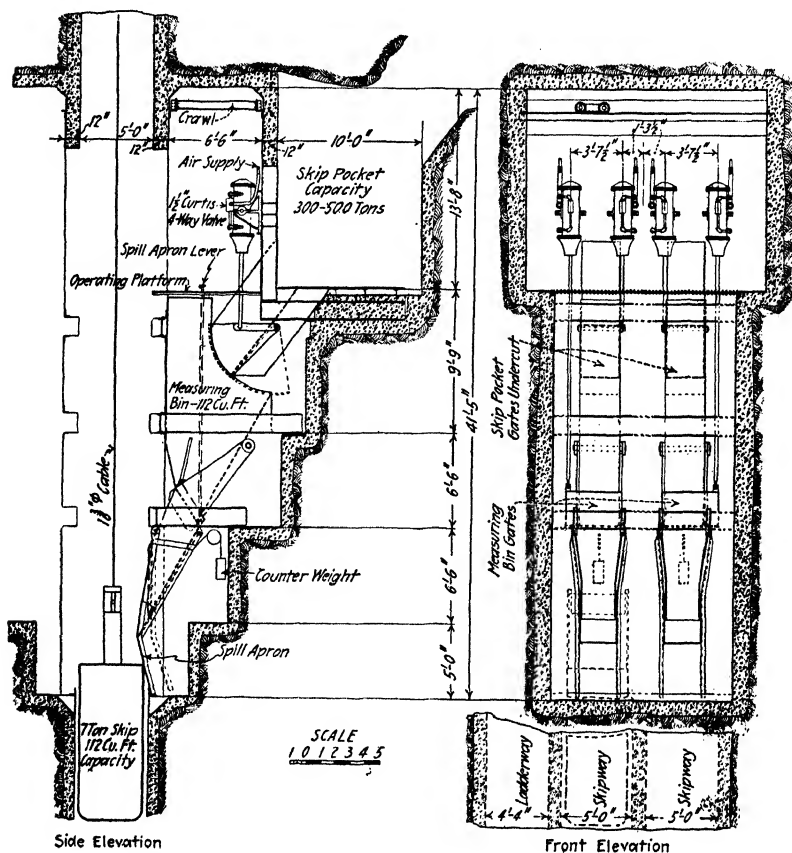 Crawl
12"
5'-0"
12"
6'-6"
12"
10'-0"
Air Supply
1½" Curtis
4-Way Valve
Skip Pocket
Capacity
300-500 Tons
Spill Apron Lever
Operating Platform
Measuring
Bin-112 Cu. Ft.
Cable
Counter Weight
Spill Apron
7 Ton Skip
112 Cu. Ft.
Capacity
13'-8"
9'-9"
41'-5"
6'-6"
6'-6"
5'-0"
SCALE
1 0 1 2 3 4 5
Side Elevation
1'-3½"
3'-7½"
3'-7½"
Skip Pocket
Gates Undercut
Measuring
Bin Gates
Ladderway
Skipway
Skipway
4'-4"
5'-0"
5'-0"
Front Elevation